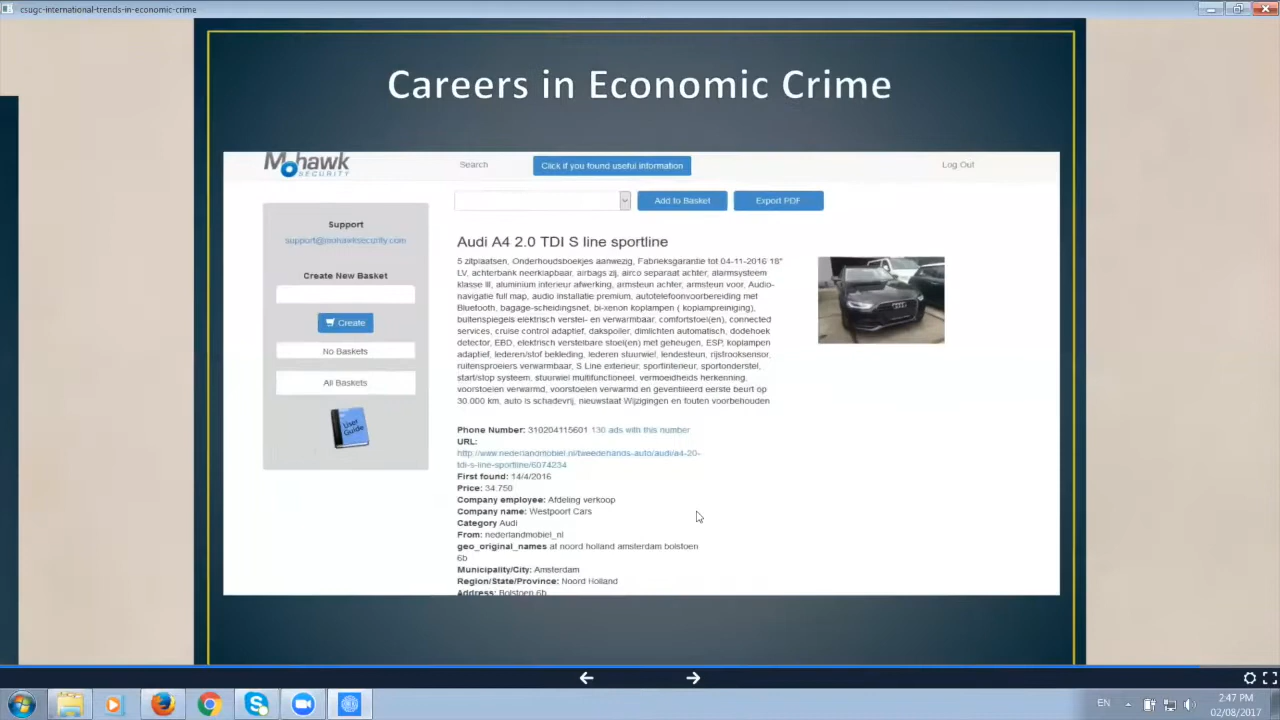 csugc-international-trends-in-economic-crime
Careers in Economic Crime
Mohawk
SECURITY
Search
Click if you found useful information
Log Out
Add to Basket
Export PDF
Support
support@mohawksecurity.com
Create New Basket
Create
No Baskets
All Baskets
User
Guide
Audi A4 2.0 TDI S line sportline
5 zitplaatsen, Onderhoudsboekjes aanwezig, Fabrieksgarantie tot 04-11-2016 18"
LV, achterbank neerklapbaar, airbags zij, airco separaat achter, alarmsysteem
klasse III, aluminium interieur afwerking, armsteun achter, armsteun voor, Audio-
navigatie full map, audio installatie premium, autotelefoonvoorbereiding met
Bluetooth, bagage-scheidingsnet, bi-xenon koplampen ( koplampreiniging),
buitenspiegels elektrisch verstel- en verwarmbaar, comfortstoel(en), connected
services, cruise control adaptief, dakspoiler, dimlichten automatisch, dodehoek
detector, EBD, elektrisch verstelbare stoel(en) met geheugen, ESP, koplampen
adaptief, lederen/stof bekleding, lederen stuurwiel, lendesteun, rijstrooksensor,
ruitensproeiers verwarmbaar, S Line exterieur, sportinterieur, sportonderstel,
start/stop systeem, stuurwiel multifunctioneel, vermoeidheids herkenning,
voorstoelen verwarmd, voorstoelen verwarmd en geventileerd eerste beurt op
30.000 km, auto is schadevrij, nieuwstaat Wijzigingen en fouten voorbehouden
Phone Number: 310204115601 130 ads with this number
URL:
http://www.nederlandmobiel.nl/tweedehands-auto/audi/a4-20-
tdi-s-line-sportline/6074234
First found: 14/4/2016
Price: 34.750
Company employee: Afdeling verkoop
Company name: Westpoort Cars
Category Audi
From: nederlandmobiel_nl
geo_original_names af noord holland amsterdam bolstoen
6b
Municipality/City: Amsterdam
Region/State/Province: Noord Holland
Address: Bolstoen 6b
EN
2:47 PM
02/08/2017